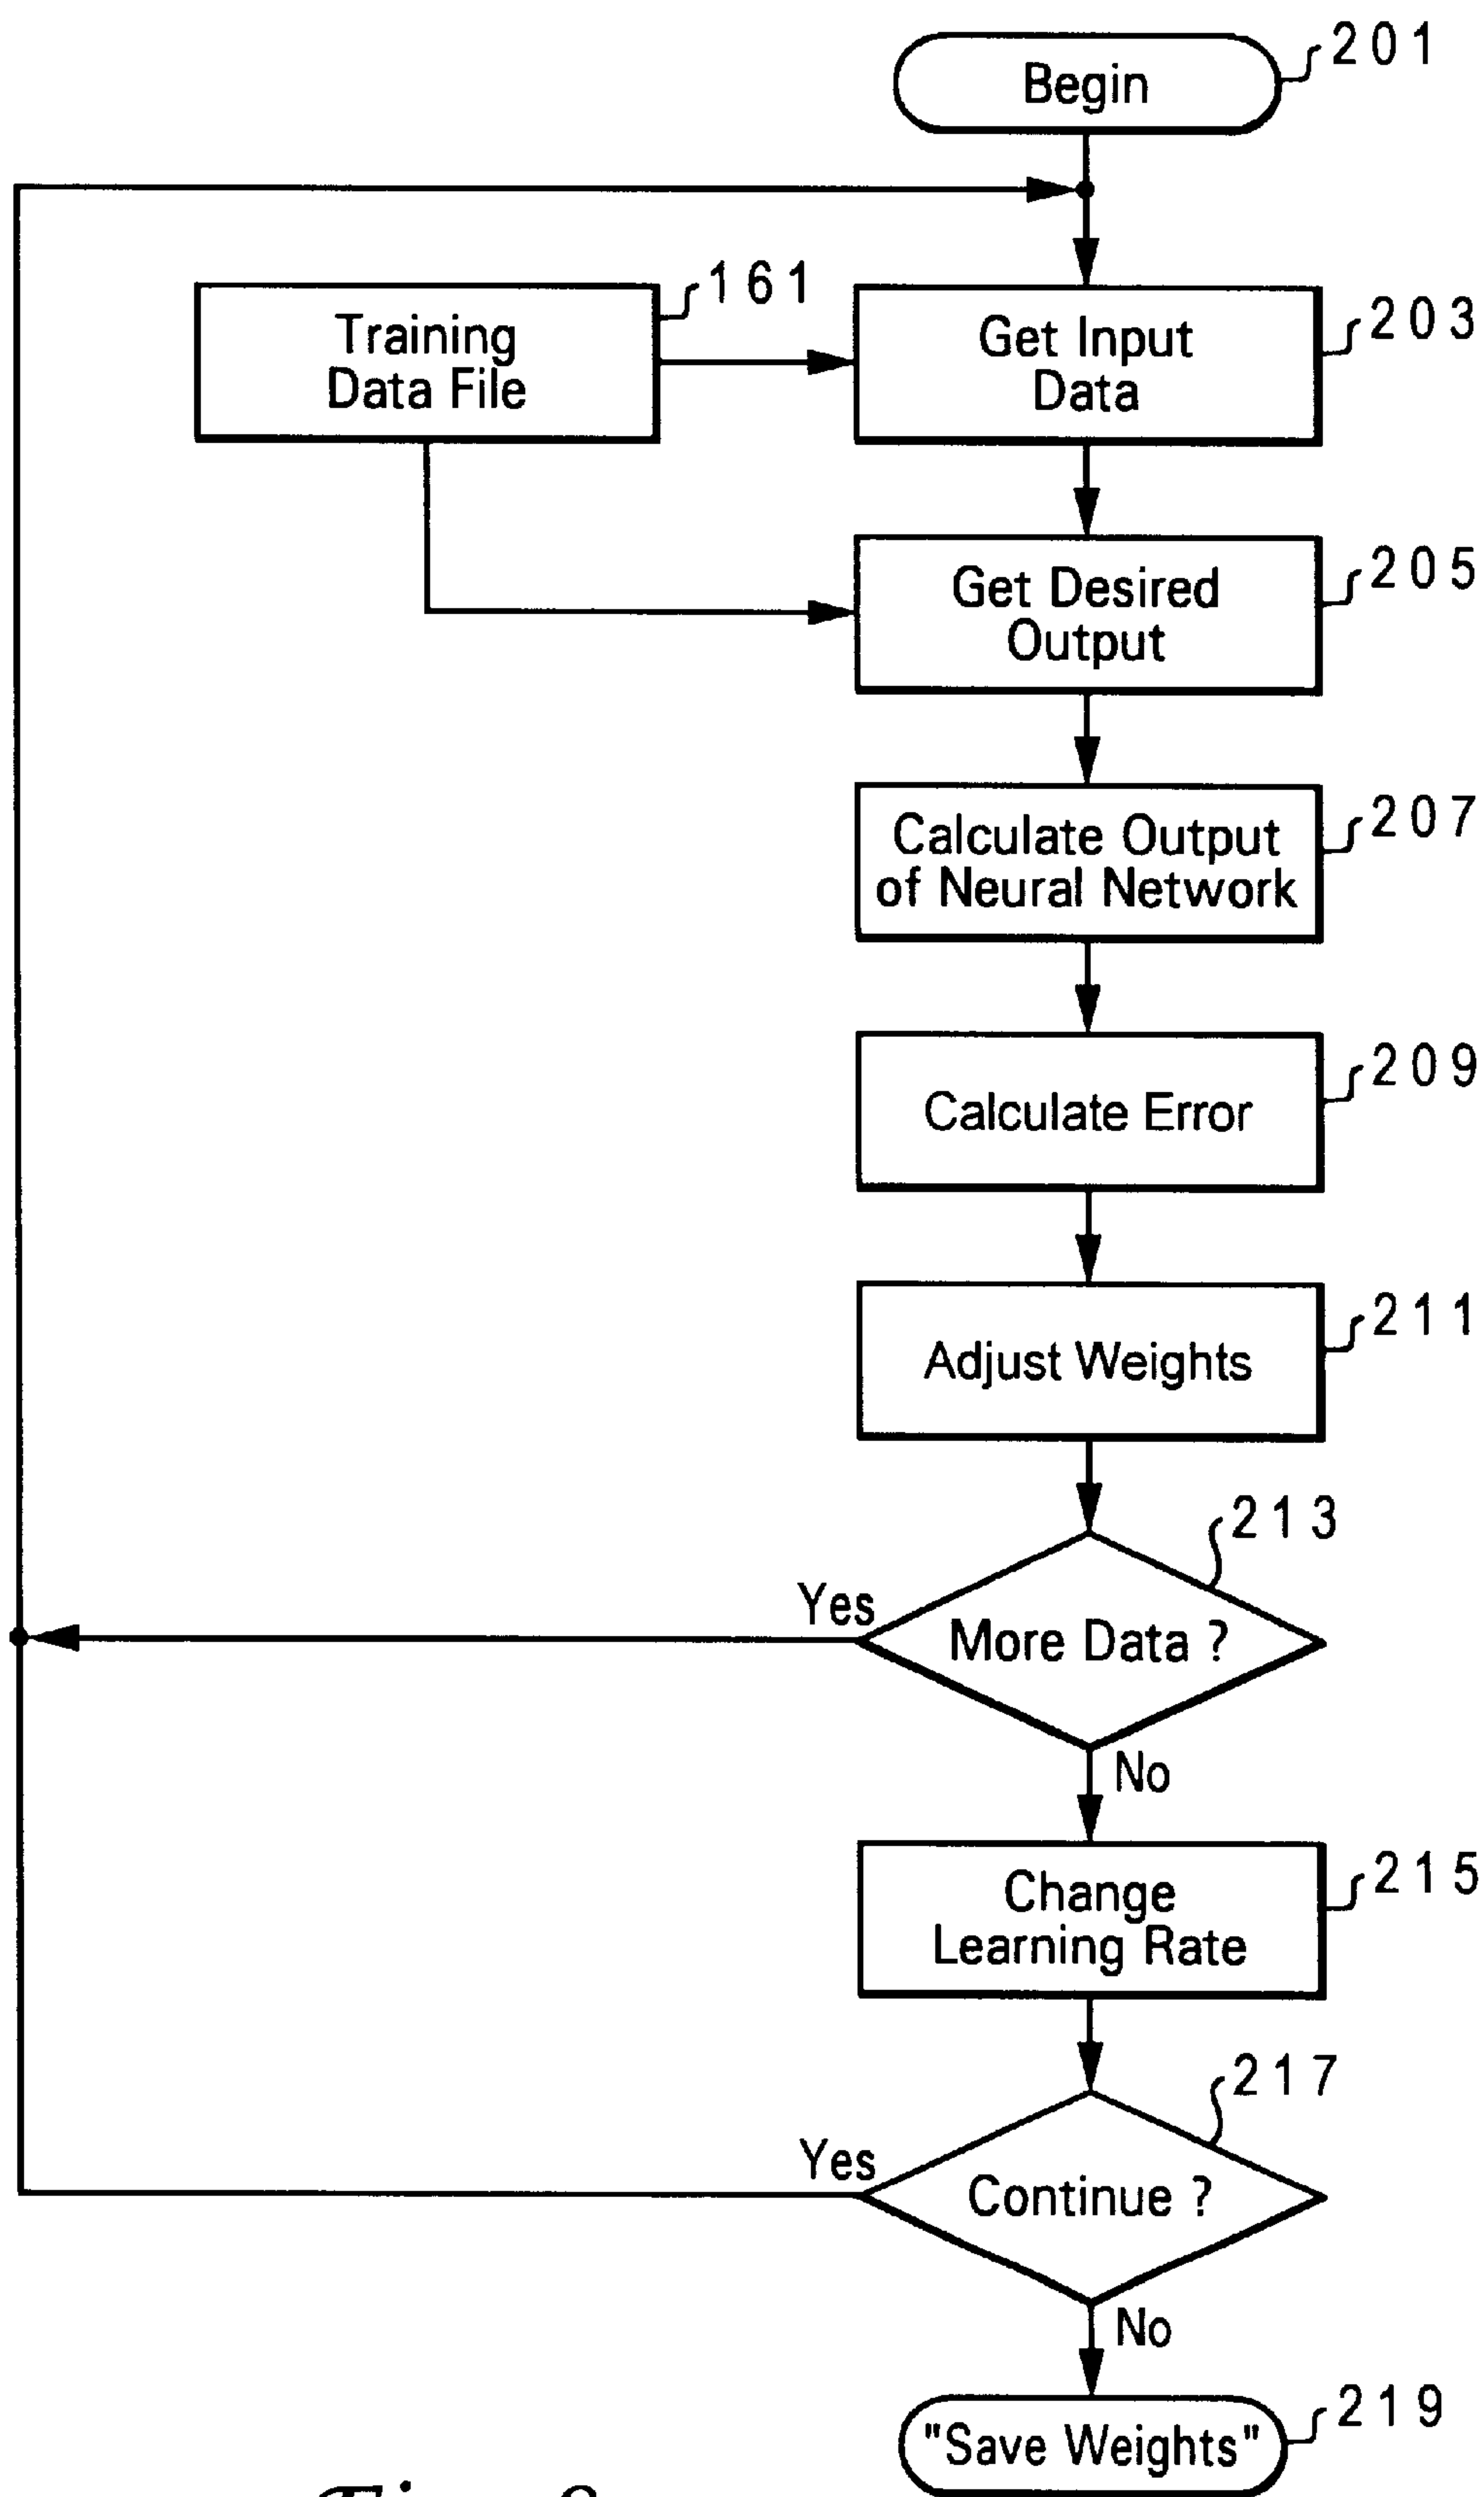 Begin
201
Training
Data File
161
Get Input
Data
203
Get Desired
Output
205
Calculate Output
of Neural Network
207
Calculate Error
209
Adjust Weights
211
213
Yes
More Data ?
No
Change
Learning Rate
215
217
Yes
Continue ?
No
"Save Weights"
219